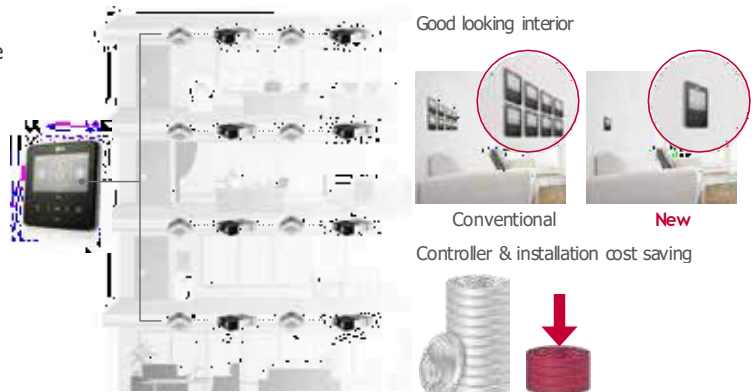 e
Good looking interior
Conventional
New
Controller & installation cost saving